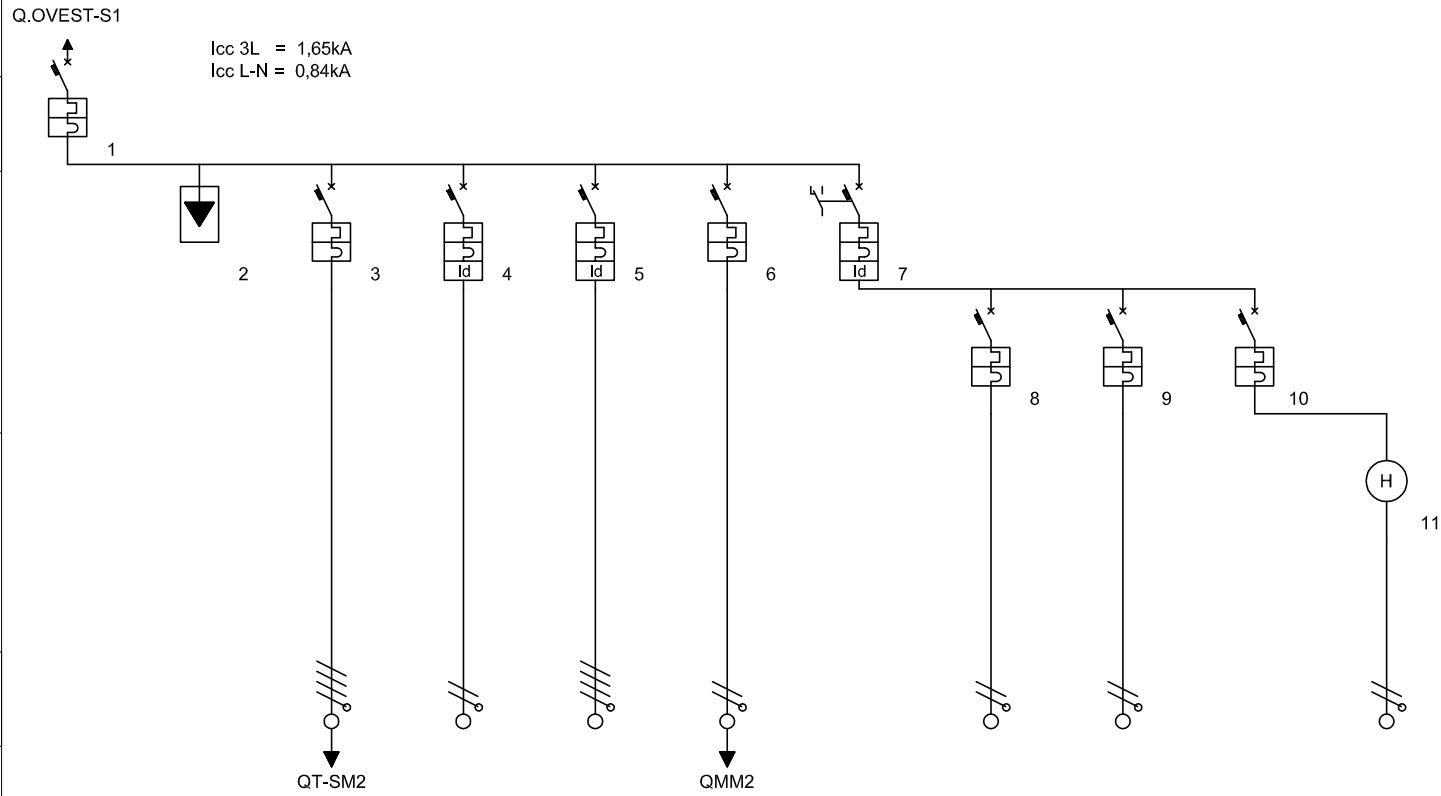 Q.OVEST-S1
Icc 3L = 1,65kA
Icc L-N = 0,84kA
1
2
3
Id
4
Id
5
6
Id
7
8
9
10
H
11
QT-SM2
QMM2